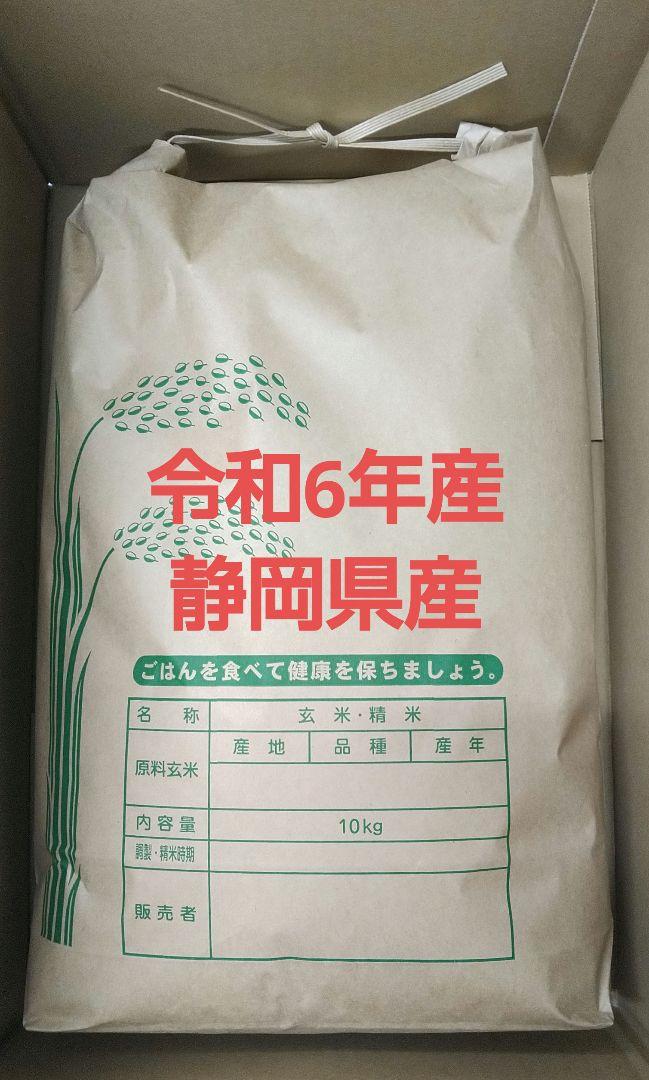 令和6年産
静岡県産
ごはんを食べて健康を保ちましょう。
名 称 玄 米・精 米
原料玄米 産 地 品 種 産 年
内容量 10kg
調製・精米時期
販売者